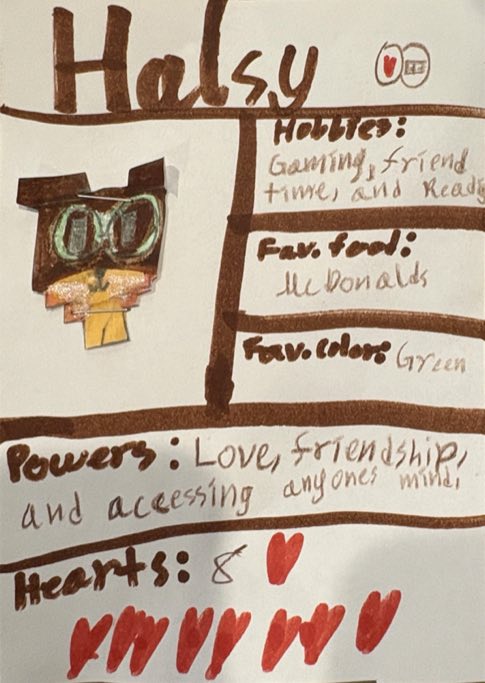 Halsy
Hobbies:
Gaming, friend
time, and Readi
Fav. food:
McDonalds
Fav. color: Green
Powers: Love, friendship,
and accessing anyones mind.
Hearts: 8